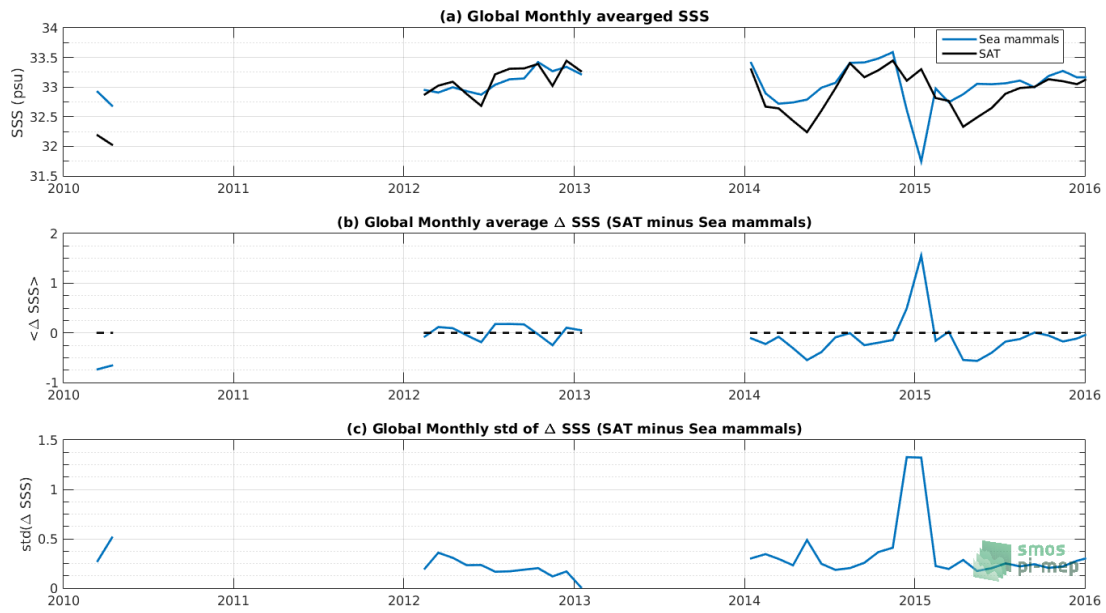 (a) Global Monthly avearged SSS
34
33.5
33
32.5
32
31.5
SSS (psu)
Sea mammals
SAT
2010 2011 2012 2013 2014 2015 2016
(b) Global Monthly average Δ SSS (SAT minus Sea mammals)
2
1
0
-1
<Δ SSS>
2010 2011 2012 2013 2014 2015 2016
(c) Global Monthly std of Δ SSS (SAT minus Sea mammals)
1.5
1
0.5
0
std(Δ SSS)
smos
pi-mep
2010 2011 2012 2013 2014 2015 2016